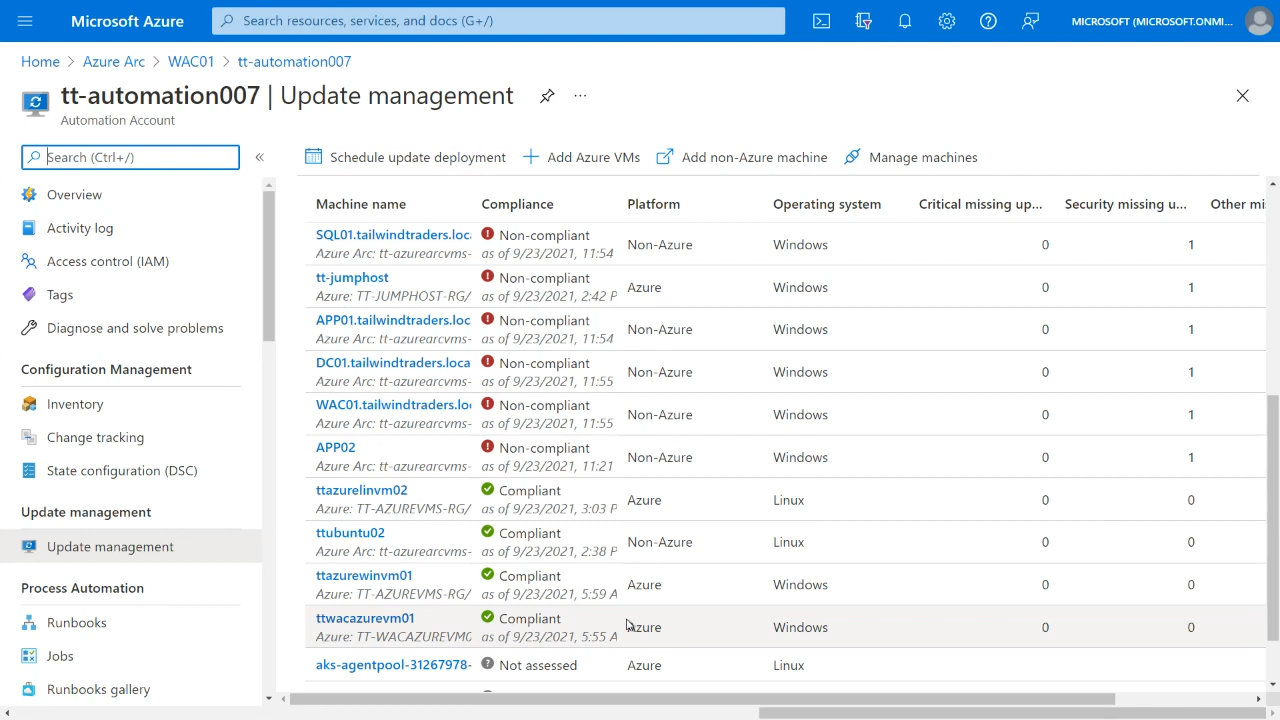 Microsoft Azure
Search resources, services, and docs (G+/)
MICROSOFT (MICROSOFT.ONMI...
Home > Azure Arc > WAC01 > tt-automation007
tt-automation007 | Update management
Automation Account
Search (Ctrl+/)
Overview
Activity log
Access control (IAM)
Tags
Diagnose and solve problems
Configuration Management
Inventory
Change tracking
State configuration (DSC)
Update management
Update management
Process Automation
Runbooks
Jobs
Runbooks gallery
Schedule update deployment Add Azure VMs Add non-Azure machine Manage machines
Machine name Compliance Platform Operating system Critical missing up... Security missing u... Other mi
SQL01.tailwindtraders.loc Non-compliant Non-Azure Windows 0 1
Azure Arc: tt-azurearcvms- as of 9/23/2021, 11:54
tt-jumphost Non-compliant Azure Windows 0 1
Azure: TT-JUMPHOST-RG/ as of 9/23/2021, 2:42 P
APP01.tailwindtraders.loc Non-compliant Non-Azure Windows 0 1
Azure Arc: tt-azurearcvms- as of 9/23/2021, 11:54
DC01.tailwindtraders.loca Non-compliant Non-Azure Windows 0 1
Azure Arc: tt-azurearcvms- as of 9/23/2021, 11:55
WAC01.tailwindtraders.lo Non-compliant Non-Azure Windows 0 1
Azure Arc: tt-azurearcvms- as of 9/23/2021, 11:55
APP02 Non-compliant Non-Azure Windows 0 1
Azure Arc: tt-azurearcvms- as of 9/23/2021, 11:21
ttazurelinvm02 Compliant Azure Linux 0 0
Azure: TT-AZUREVMS-RG/ as of 9/23/2021, 3:03 P
ttubuntu02 Compliant Non-Azure Linux 0 0
Azure Arc: tt-azurearcvms- as of 9/23/2021, 2:38 P
ttazurewinvm01 Compliant Azure Windows 0 0
Azure: TT-AZUREVMS-RG/ as of 9/23/2021, 5:59 A
ttwacazurevm01 Compliant Azure Windows 0 0
Azure: TT-WACAZUREVM0 as of 9/23/2021, 5:55 A
aks-agentpool-31267978- Not assessed Azure Linux